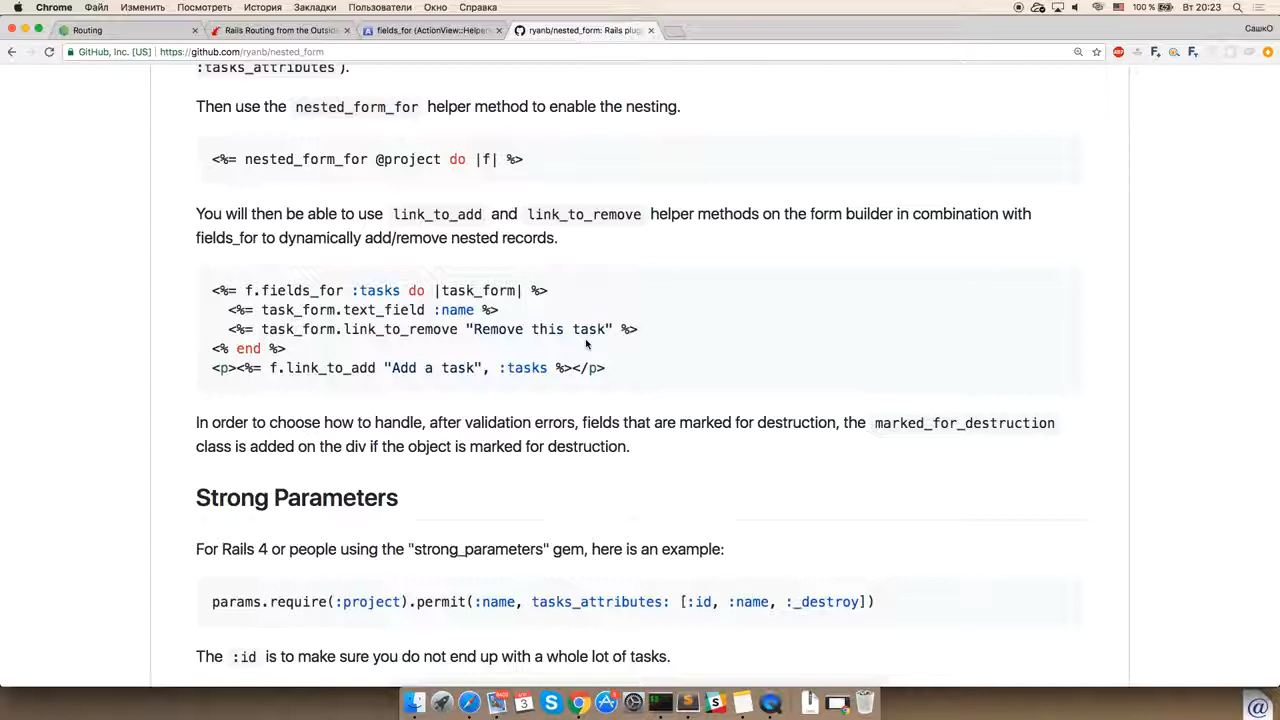 Chrome Файл Изменить Посмотреть История Закладки Пользователи Окно Справка 100 % Вт 20:23
Routing Rails Routing from the Outside fields_for (ActionView::Helper ryanb/nested_form: Rails plug СашкО
GitHub, Inc. [US] https://github.com/ryanb/nested_form
:tasks_attributes ).
Then use the nested_form_for helper method to enable the nesting.
<%= nested_form_for @project do |f| %>
You will then be able to use link_to_add and link_to_remove helper methods on the form builder in combination with
fields_for to dynamically add/remove nested records.
<%= f.fields_for :tasks do |task_form| %>
<%= task_form.text_field :name %>
<%= task_form.link_to_remove "Remove this task" %>
<% end %>
<p><%= f.link_to_add "Add a task", :tasks %></p>
In order to choose how to handle, after validation errors, fields that are marked for destruction, the marked_for_destruction
class is added on the div if the object is marked for destruction.
Strong Parameters
For Rails 4 or people using the "strong_parameters" gem, here is an example:
params.require(:project).permit(:name, tasks_attributes: [:id, :name, :_destroy])
The :id is to make sure you do not end up with a whole lot of tasks.